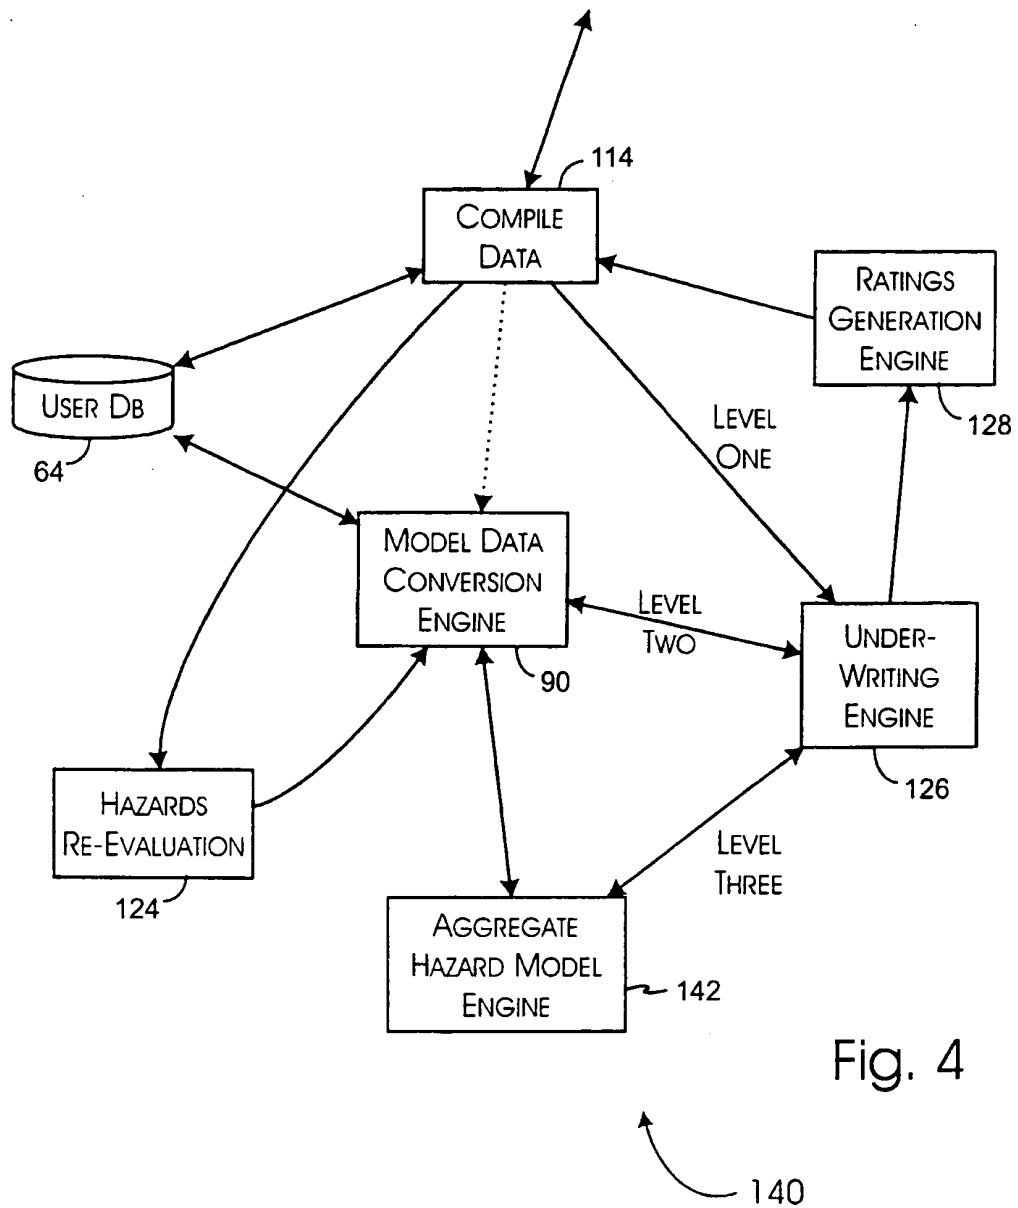 114
COMPILE
DATA
RATINGS
GENERATION
ENGINE
128
USER DB
64
LEVEL
ONE
MODEL DATA
CONVERSION
ENGINE
90
LEVEL
TWO
UNDER-
WRITING
ENGINE
126
HAZARDS
RE-EVALUATION
124
LEVEL
THREE
AGGREGATE
HAZARD MODEL
ENGINE
142
Fig. 4
140